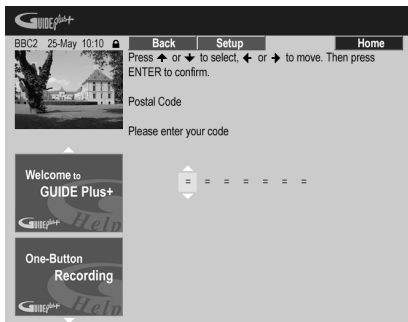 GUIDE Plus+
BBC2 25-May 10:10 Back Setup Home
Press ↑ or ↓ to select, ← or → to move. Then press
ENTER to confirm.
Postal Code
Please enter your code
= = = = = = =
Welcome to
GUIDE Plus+
GUIDE Plus+ Help
One-Button
Recording
GUIDE Plus+ Help